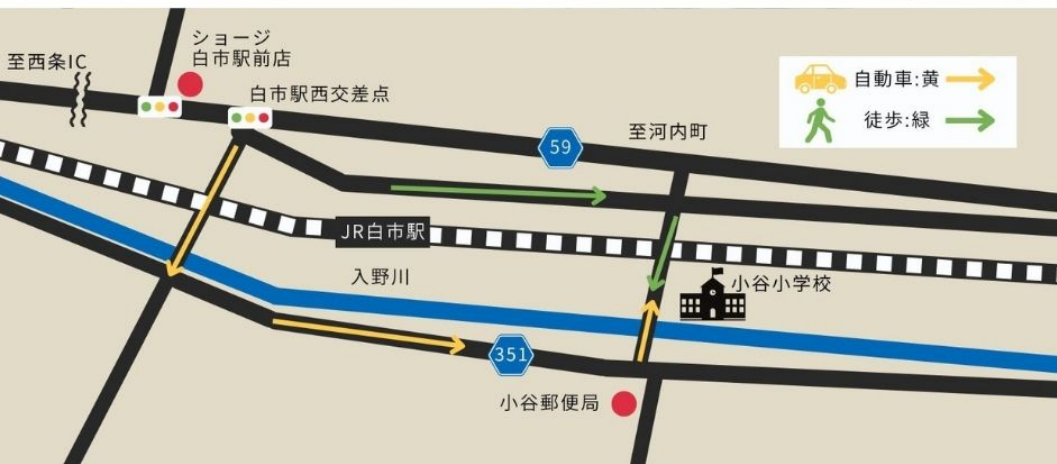 至西条IC
ショージ
白市駅前店
白市駅西交差点
自動車:黄
徒歩:緑
59
至河内町
JR白市駅
入野川
小谷小学校
351
小谷郵便局